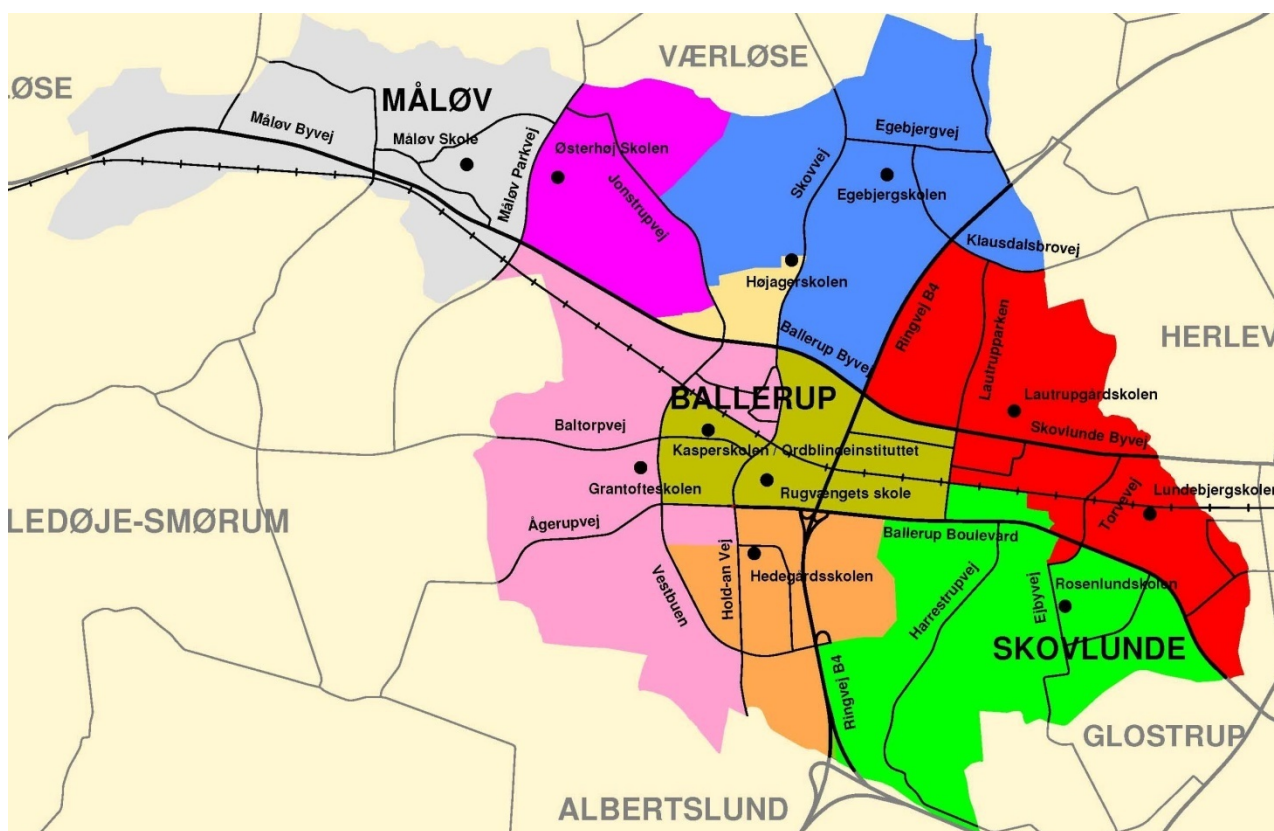 VÆRLØSE
LØSE
MÅLØV
Måløv Byvej
Måløv Skole
Måløv Parkvej
Østerhøj Skolen
Jonstrupvej
Skovvej
Egebjergvej
Egebjergskolen
Klausdalsbrovej
Højagerskolen
Ringvej B4
Ballerup Byvej
Lautrupparken
HERLEV
BALLERUP
Lautrupgårdskolen
Skovlunde Byvej
Baltorpvej
Kasperskolen / Ordblindeinstituttet
Grantofteskolen
Rugvængets skole
Torvevej
Lundebjergskolen
LEDØJE-SMØRUM
Ågerupvej
Ballerup Boulevard
Vestbuen
Hold-an Vej
Hedegårdsskolen
Harrestrupvej
Ejbyvej
Rosenlundskolen
SKOVLUNDE
Ringvej B4
GLOSTRUP
ALBERTSLUND